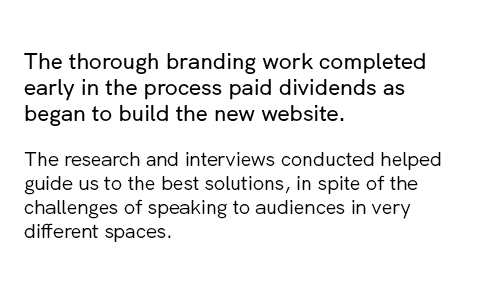 The thorough branding work completed
early in the process paid dividends as
began to build the new website.
The research and interviews conducted helped
guide us to the best solutions, in spite of the
challenges of speaking to audiences in very
different spaces.